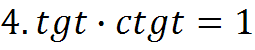 4. tgt · ctgt = 1